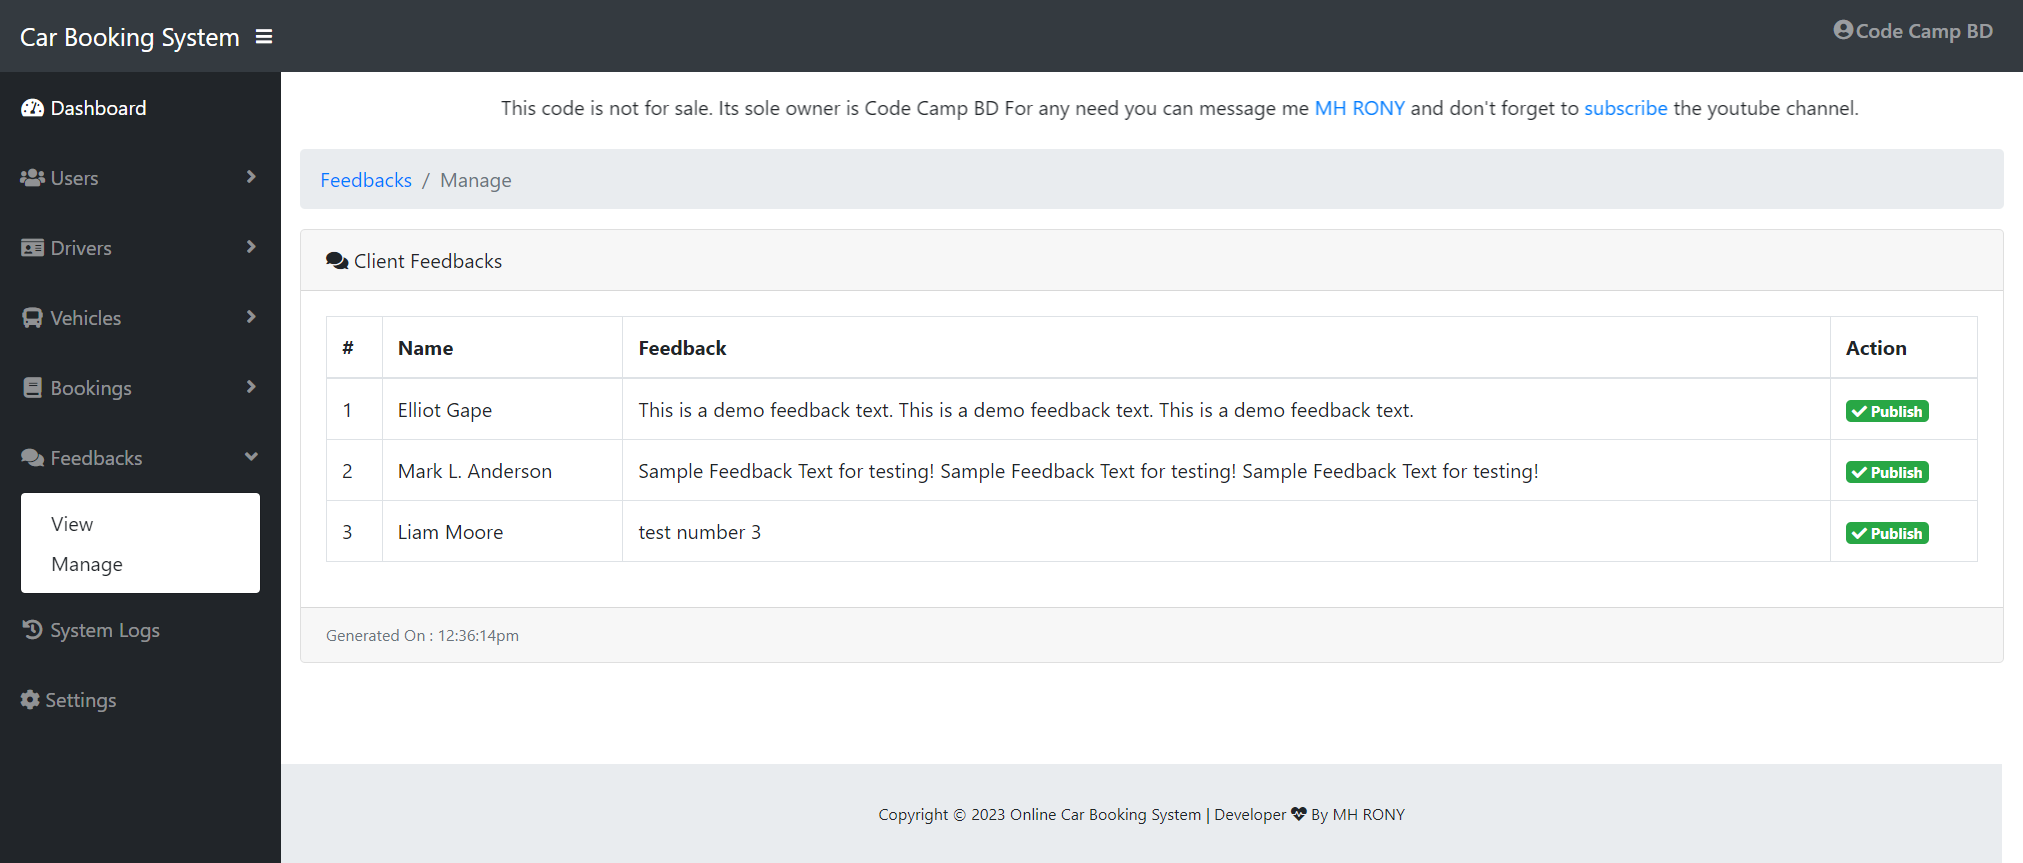 Car Booking System
Code Camp BD
Dashboard
Users
Drivers
Vehicles
Bookings
Feedbacks
View
Manage
System Logs
Settings
This code is not for sale. Its sole owner is Code Camp BD For any need you can message me MH RONY and don't forget to subscribe the youtube channel.
Feedbacks / Manage
Client Feedbacks
# Name Feedback Action
1 Elliot Gape This is a demo feedback text. This is a demo feedback text. This is a demo feedback text. Publish
2 Mark L. Anderson Sample Feedback Text for testing! Sample Feedback Text for testing! Sample Feedback Text for testing! Publish
3 Liam Moore test number 3 Publish
Generated On : 12:36:14pm
Copyright © 2023 Online Car Booking System | Developer By MH RONY